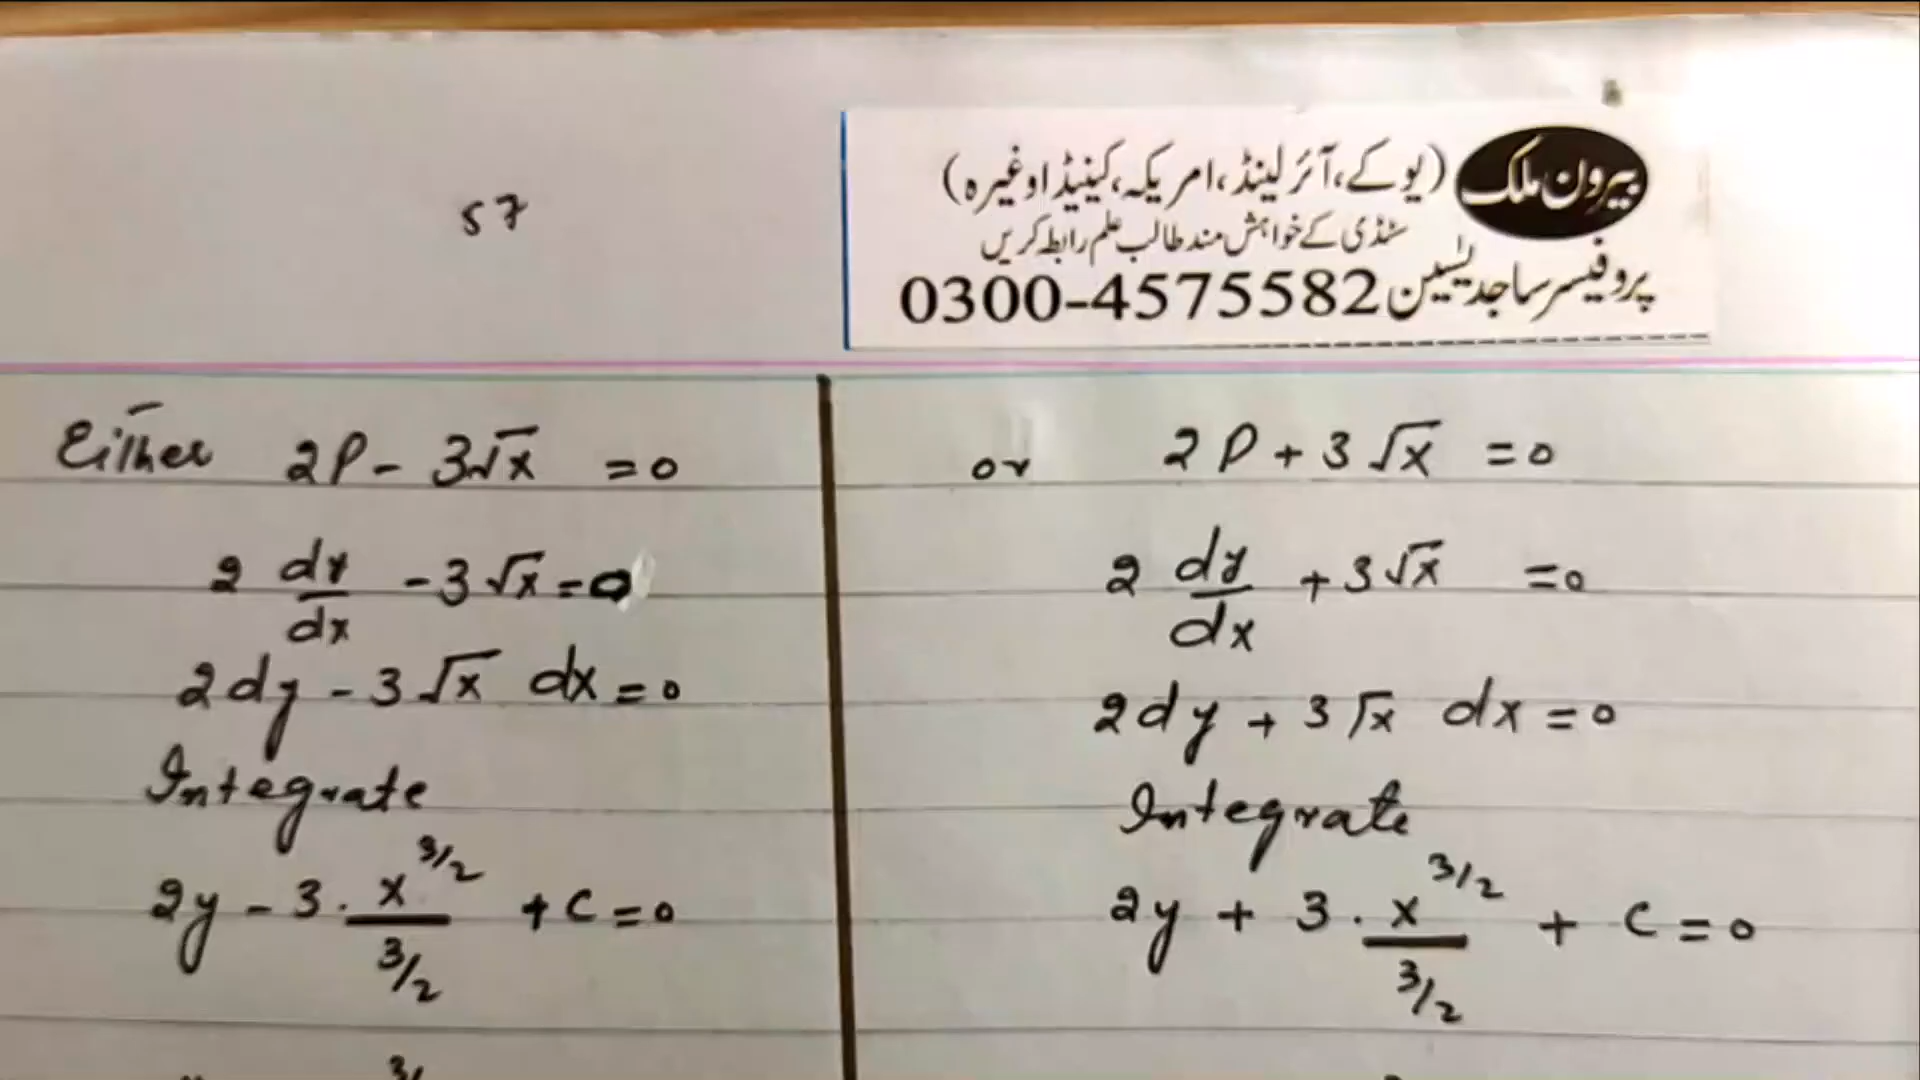 57
بیرون ملک (یوکے، آئرلینڈ، امریکہ، کینیڈا وغیرہ)
سٹڈی کے خواہش مند طالب علم رابطہ کریں
پروفیسر ساجد یٰسین 0300-4575582
Either 2P - 3√x = 0
2 dy/dx - 3√x = 0
2dy - 3√x dx = 0
Integrate
2y - 3. x^3/2 / 3/2 + C = 0
or 2P + 3√x = 0
2 dy/dx + 3√x = 0
2dy + 3√x dx = 0
Integrate
2y + 3. x^3/2 / 3/2 + C = 0